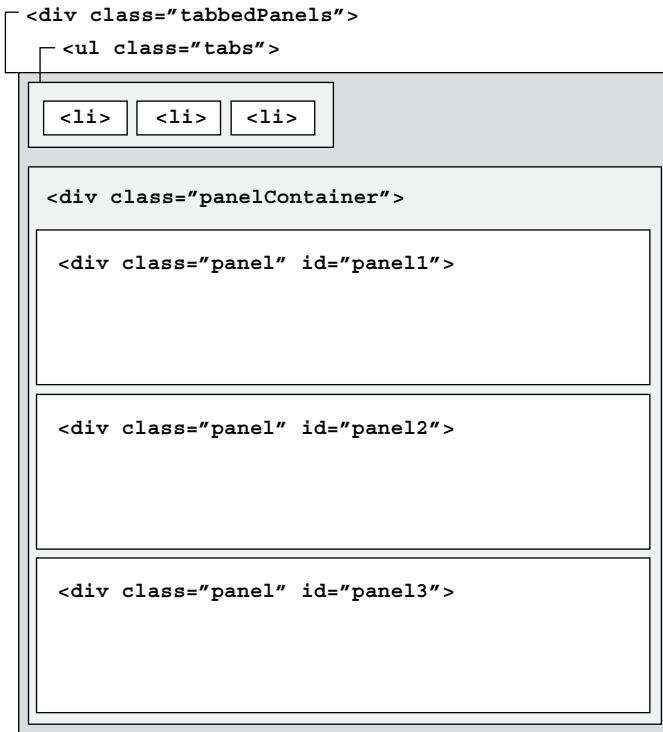 <div class=”tabbedPanels”>
<ul class=”tabs”>
<li> <li> <li>
<div class=”panelContainer”>
<div class=”panel” id=”panel1”>
<div class=”panel” id=”panel2”>
<div class=”panel” id=”panel3”>